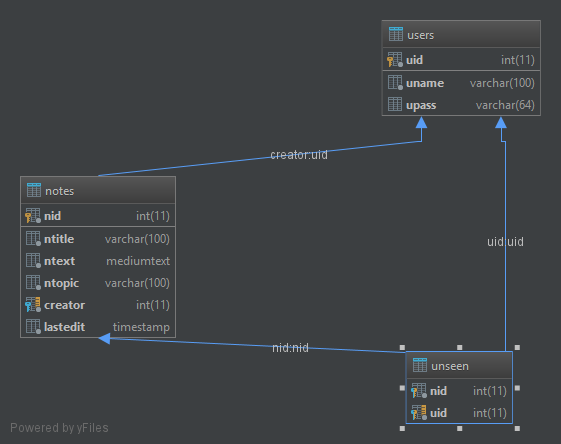 users
uid int(11)
uname varchar(100)
upass varchar(64)
creator:uid
notes
nid int(11)
ntitle varchar(100)
ntext mediumtext
ntopic varchar(100)
creator int(11)
lastedit timestamp
uid:uid
nid:nid
unseen
nid int(11)
uid int(11)
Powered by yFiles